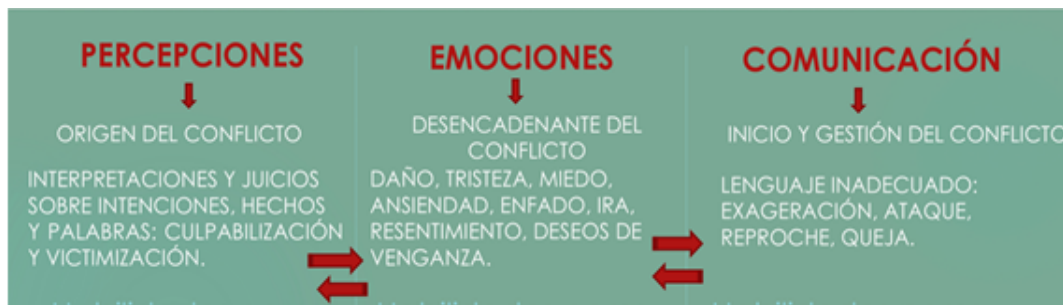 PERCEPCIONES
ORIGEN DEL CONFLICTO
INTERPRETACIONES Y JUICIOS
SOBRE INTENCIONES, HECHOS
Y PALABRAS: CULPABILIZACIÓN
Y VICTIMIZACIÓN.
EMOCIONES
DESENCADENANTE DEL
CONFLICTO
DAÑO, TRISTEZA, MIEDO,
ANSIENDAD, ENFADO, IRA,
RESENTIMIENTO, DESEOS DE
VENGANZA.
COMUNICACIÓN
INICIO Y GESTIÓN DEL CONFLICTO
LENGUAJE INADECUADO:
EXAGERACIÓN, ATAQUE,
REPROCHE, QUEJA.